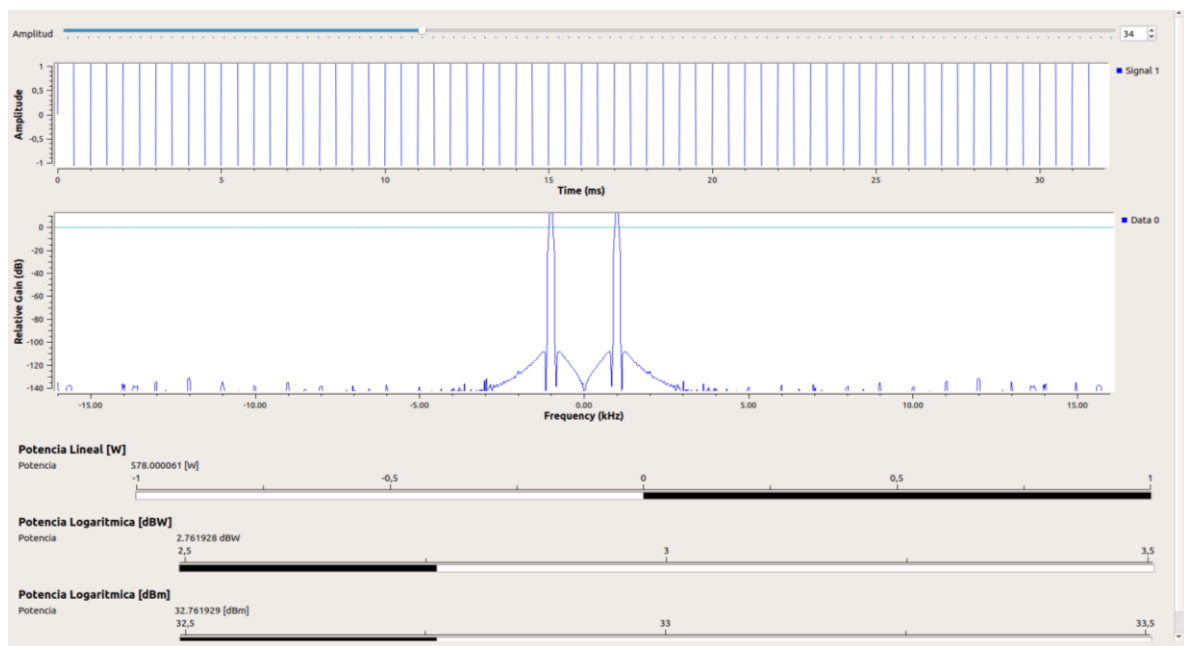 Amplitud 34
Signal 1
1
0,5
0
-0,5
-1
Amplitude
0 5 10 15 20 25 30
Time (ms)
Data 0
0
-20
-40
-60
-80
-100
-120
-140
Relative Gain (dB)
-15.00 -10.00 -5.00 0.00 5.00 10.00 15.00
Frequency (kHz)
Potencia Lineal [W]
Potencia 578.000061 [W]
-1 -0,5 0 0,5 1
Potencia Logaritmica [dBW]
Potencia 2.761928 dBW
2,5 3 3,5
Potencia Logaritmica [dBm]
Potencia 32.761929 [dBm]
32,5 33 33,5